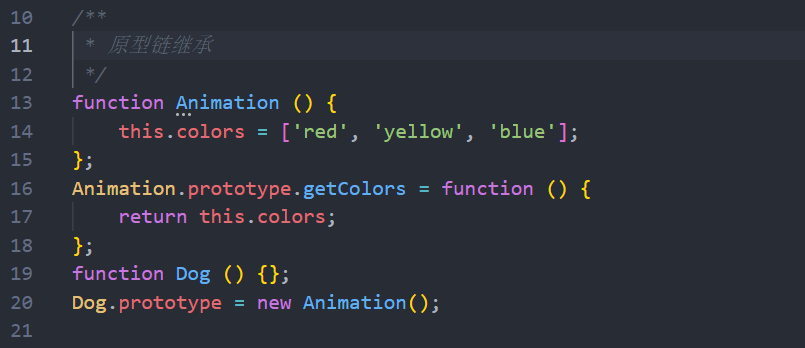 10 /**
11  * 原型链继承
12  */
13 function Animation () {
14     this.colors = ['red', 'yellow', 'blue'];
15 };
16 Animation.prototype.getColors = function () {
17     return this.colors;
18 };
19 function Dog () {};
20 Dog.prototype = new Animation();
21